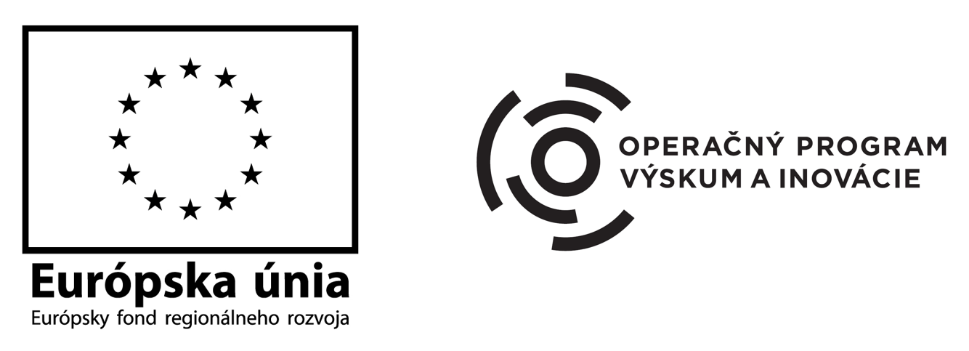 Európska únia
Európsky fond regionálneho rozvoja
OPERAČNÝ PROGRAM
VÝSKUM A INOVÁCIE